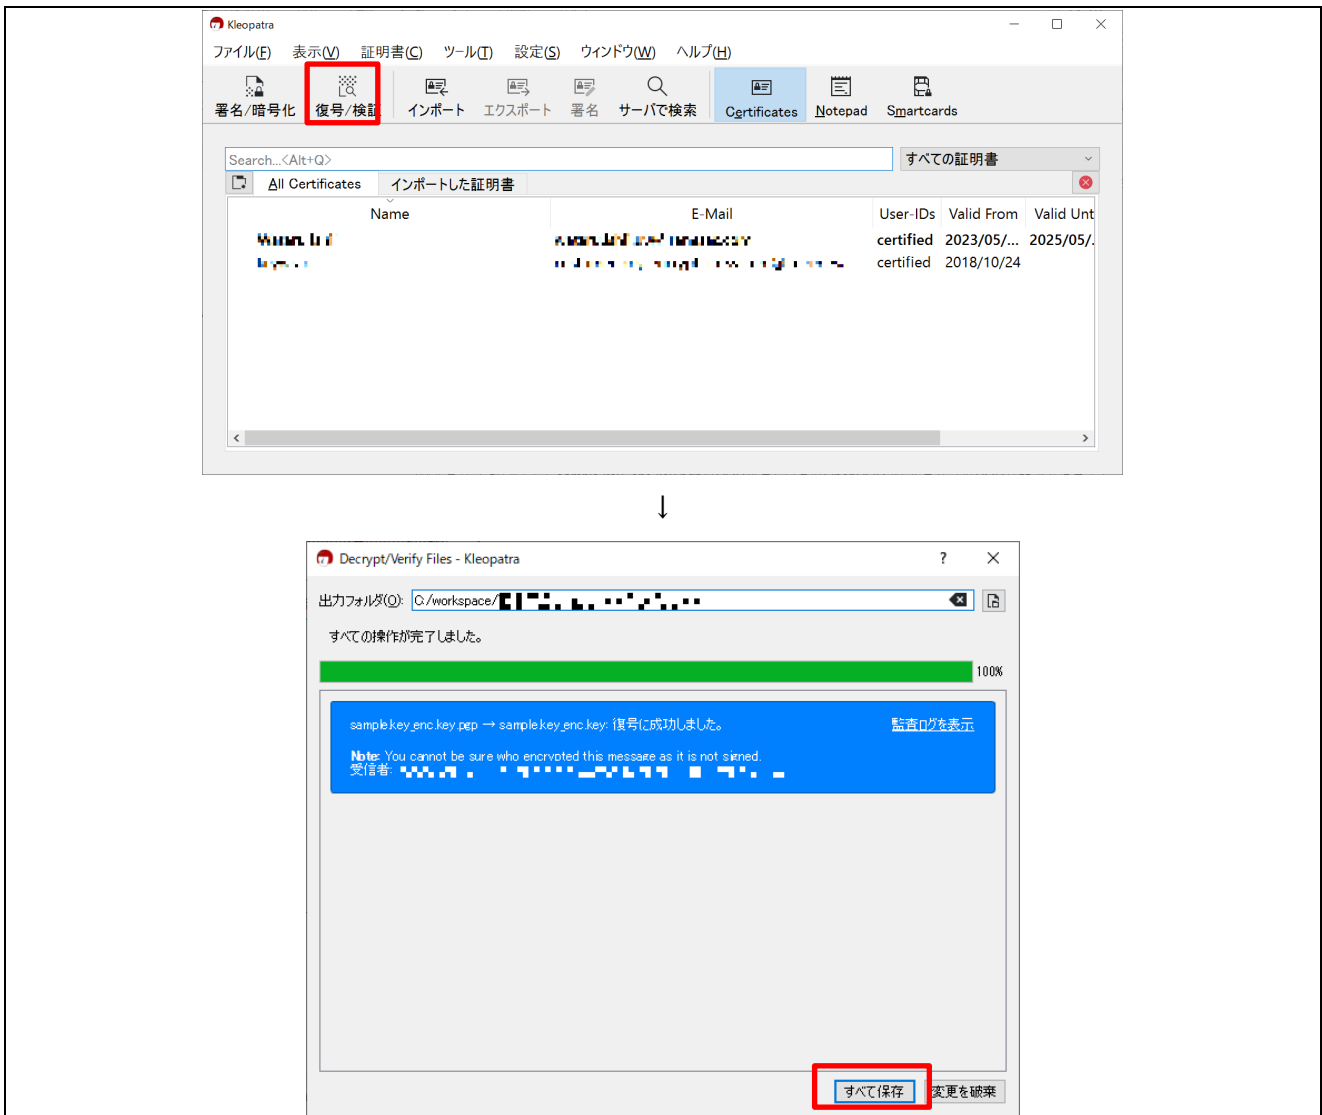 Kleopatra
ファイル(F) 表示(V) 証明書(C) ツール(T) 設定(S) ウィンドウ(W) ヘルプ(H)
署名/暗号化 復号/検証 インポート エクスポート 署名 サーバで検索 Certificates Notepad Smartcards
Search...<Alt+Q> すべての証明書
All Certificates インポートした証明書
Name E-Mail User-IDs Valid From Valid Unt
certified 2023/05/... 2025/05/.
certified 2018/10/24
↓
Decrypt/Verify Files - Kleopatra
出力フォルダ(O): C:/workspace/
すべての操作が完了しました。
100%
sample.key_enc.key.pgp → sample.key_enc.key: 復号に成功しました。 監査ログを表示
Note: You cannot be sure who encrypted this message as it is not signed.
受信者:
すべて保存 変更を破棄